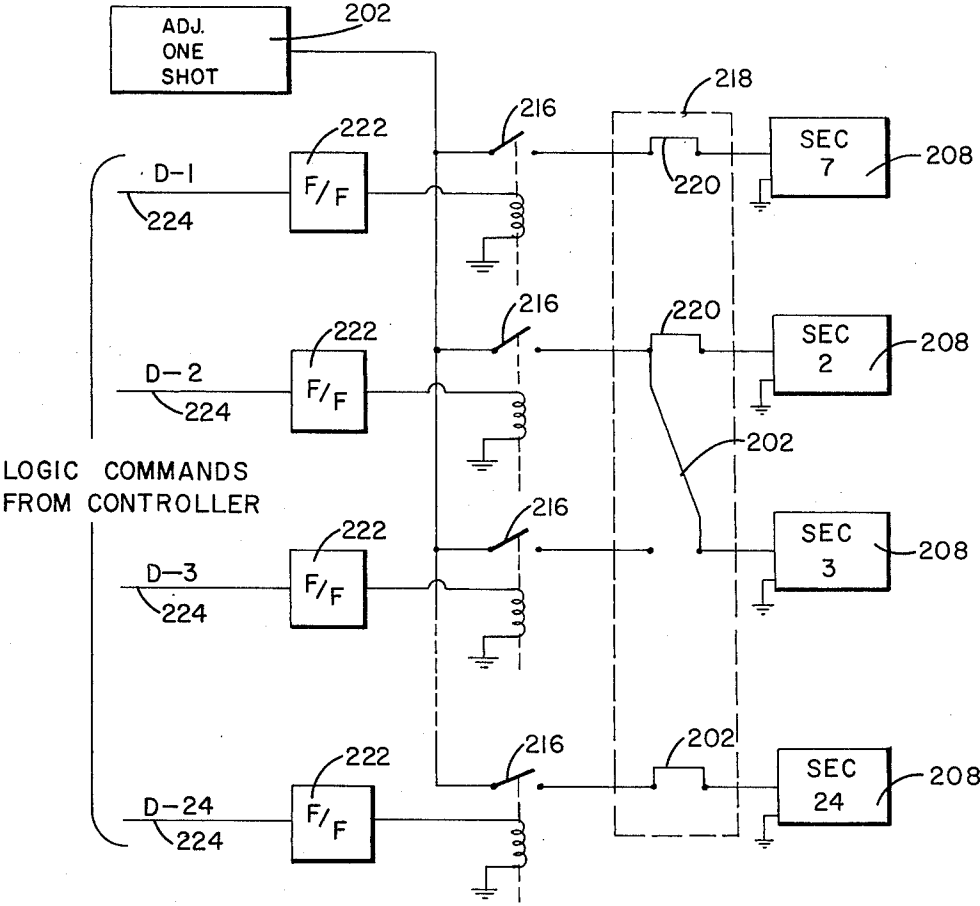 ADJ.
ONE
SHOT
202
216
218
222
D-1
F/F
224
220
SEC
7
208
216
220
222
D-2
F/F
224
SEC
2
208
202
LOGIC COMMANDS
FROM CONTROLLER
216
222
D-3
F/F
224
SEC
3
208
216
202
222
D-24
F/F
224
SEC
24
208